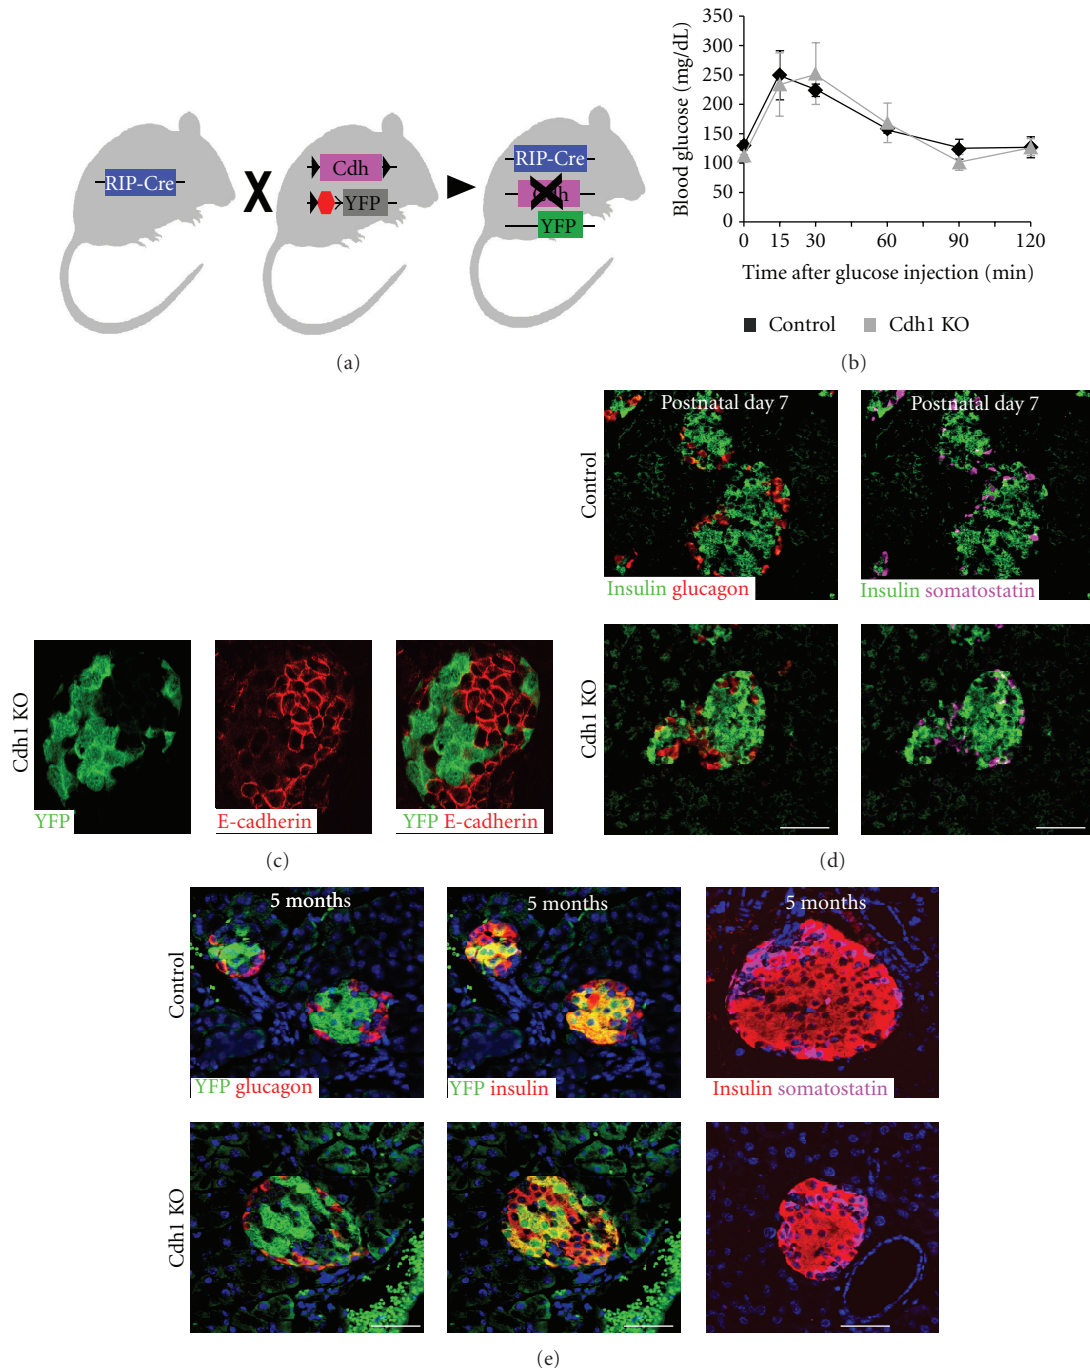 RIP-Cre
Cdh
YFP
X
RIP-Cre
Cdh
YFP
(a)
Blood glucose (mg/dL)
350
300
250
200
150
100
50
0
0 15 30 60 90 120
Time after glucose injection (min)
Control Cdh1 KO
(b)
Cdh1 KO
YFP
E-cadherin
YFP E-cadherin
(c)
Control
Postnatal day 7
Postnatal day 7
Insulin glucagon
Insulin somatostatin
Cdh1 KO
(d)
Control
5 months
5 months
5 months
YFP glucagon
YFP insulin
Insulin somatostatin
Cdh1 KO
(e)